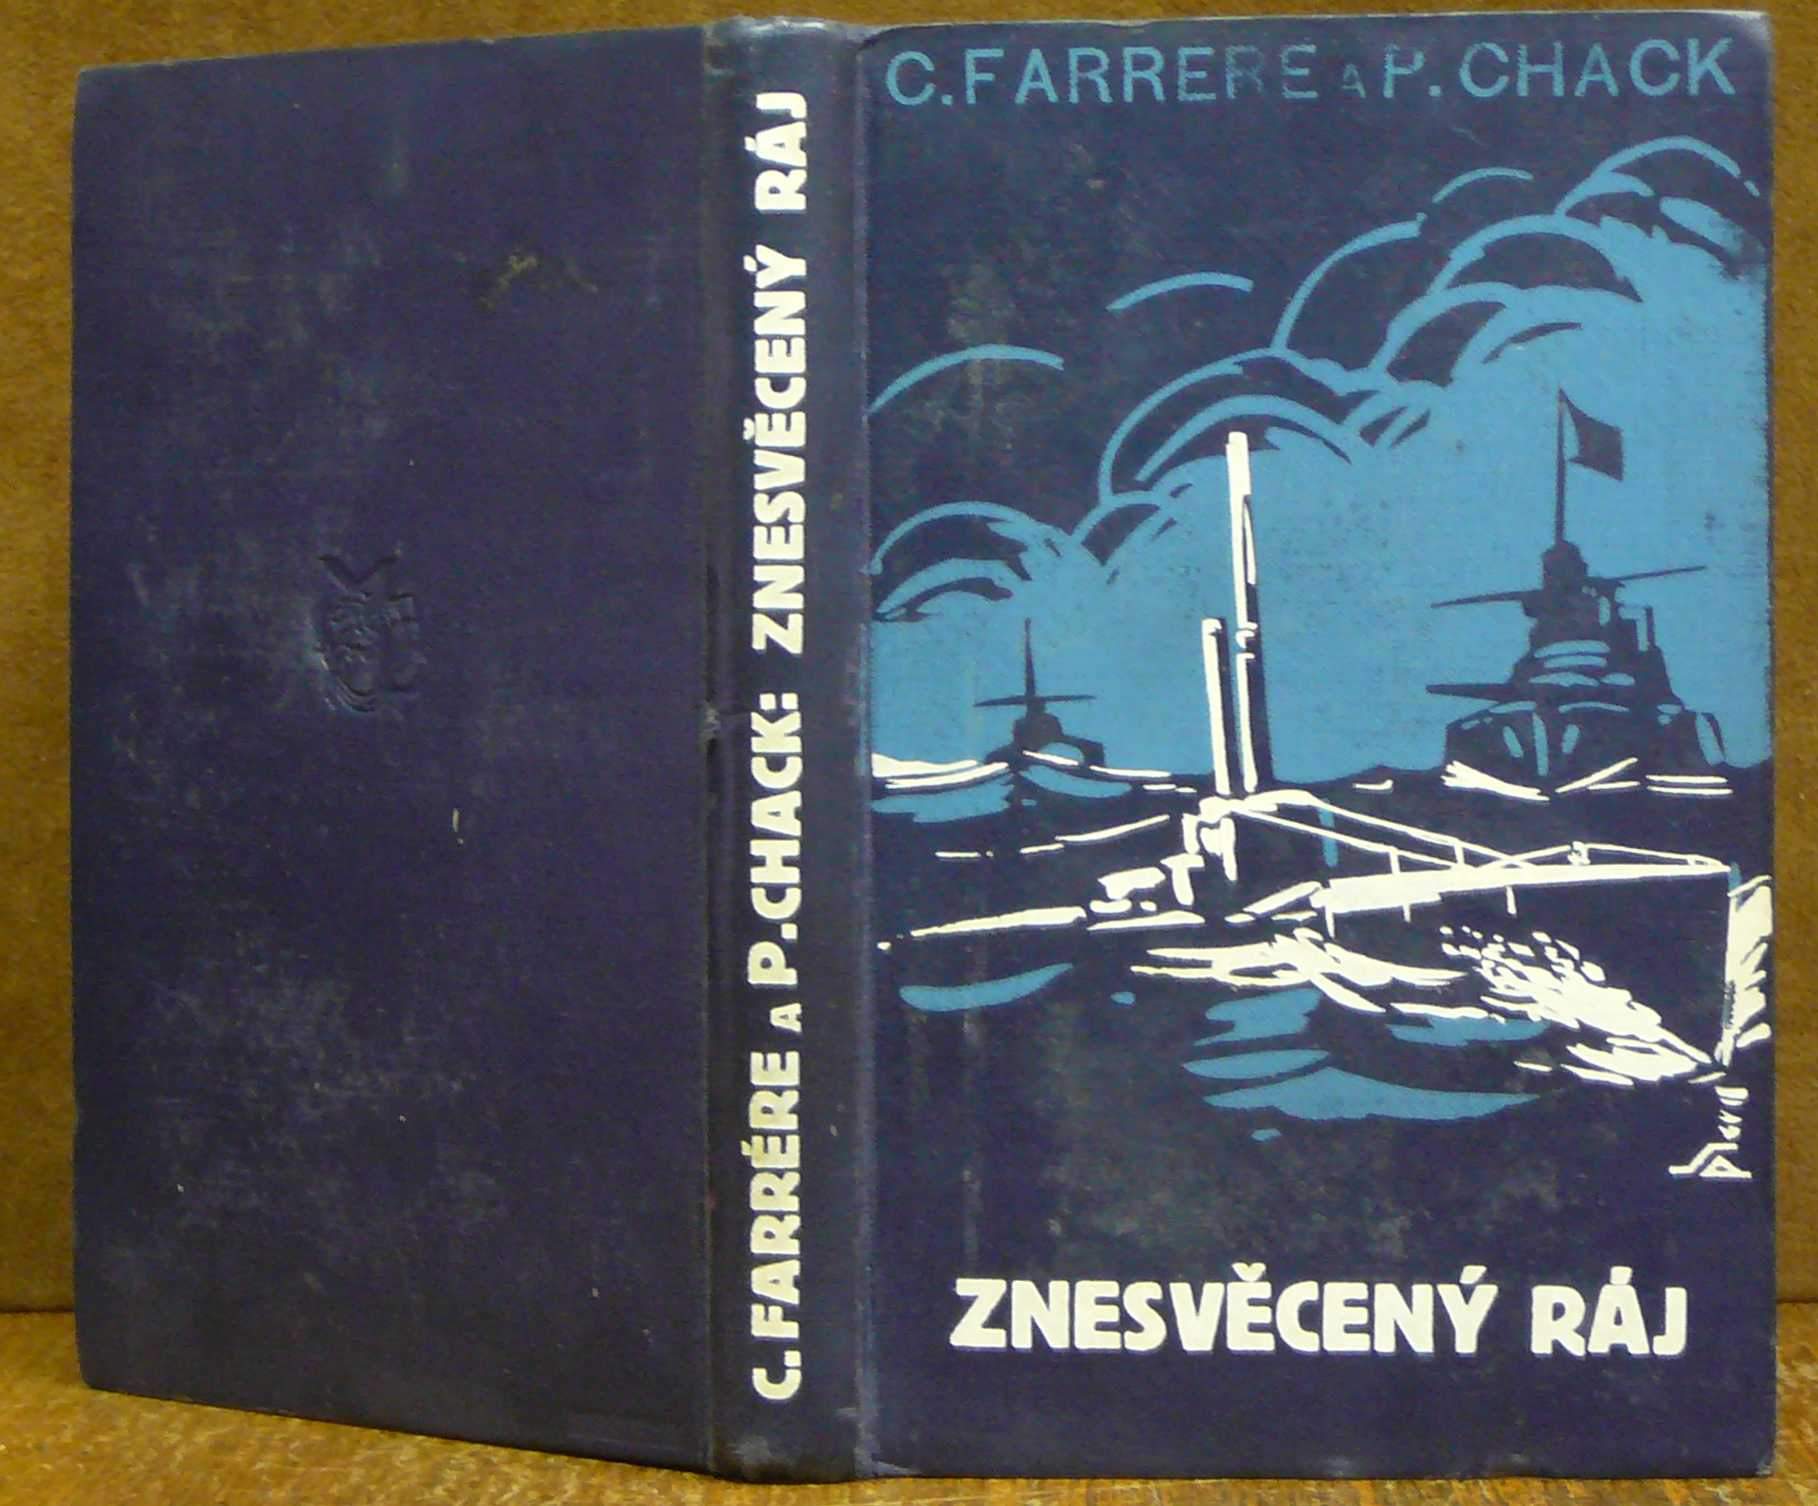 C. FARRÉRE A P. CHACK: ZNESVĚCENÝ RÁJ
C. FARRERE A P. CHACK
ZNESVĚCENÝ RÁJ